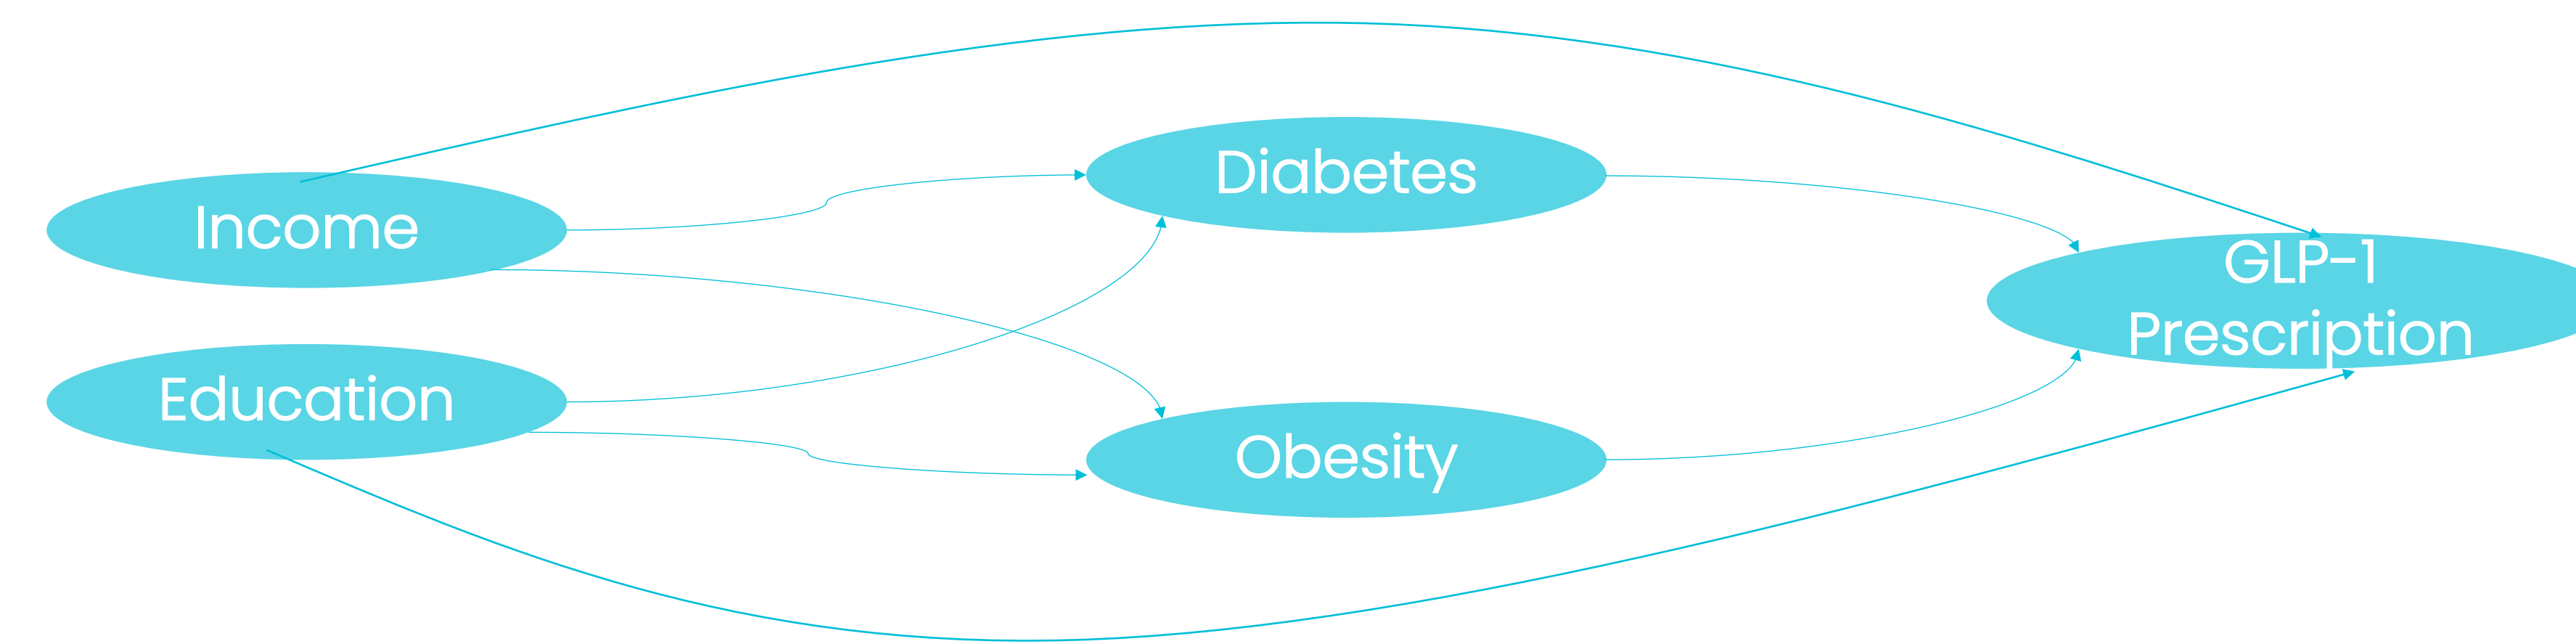 Income
Education
Diabetes
Obesity
GLP-1
Prescription